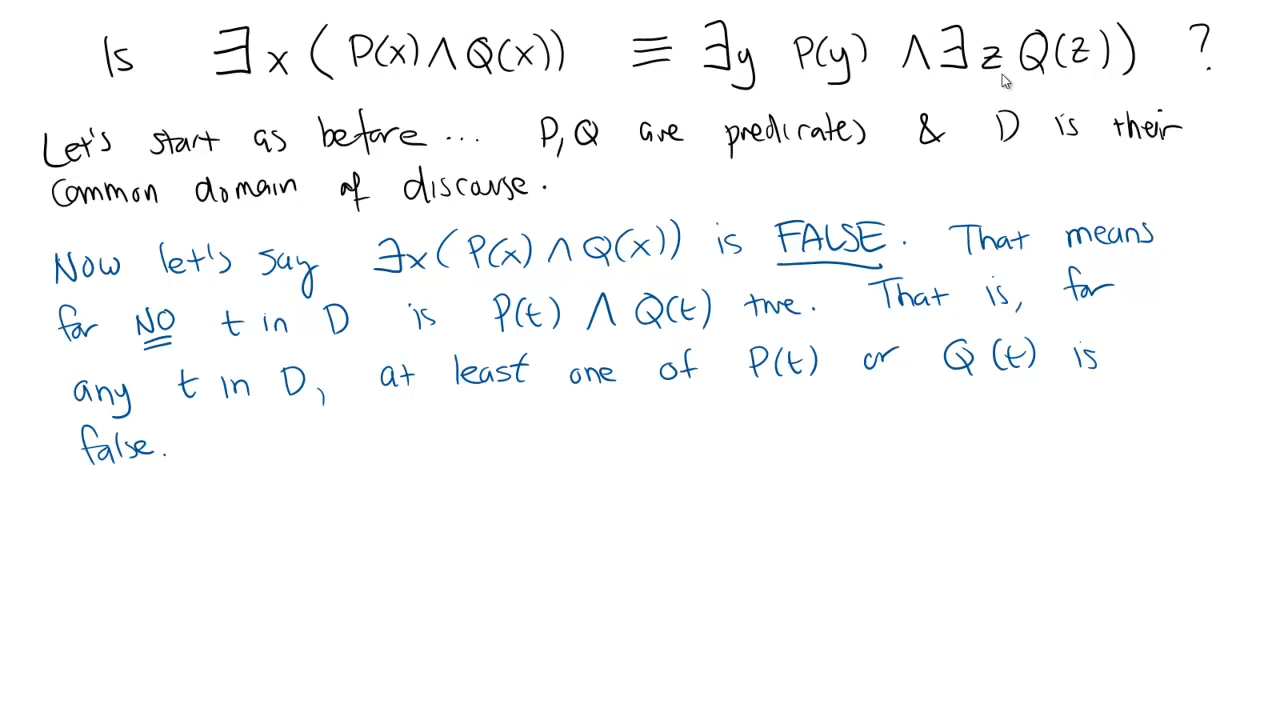 Is ∃x (P(x) ∧ Q(x)) ≡ ∃y P(y) ∧ ∃z Q(z)) ?
Let's start as before... P, Q are predicates & D is their
common domain of discourse.
Now let's say ∃x (P(x) ∧ Q(x)) is FALSE. That means
for NO t in D is P(t) ∧ Q(t) true. That is, for
any t in D, at least one of P(t) or Q(t) is
false.